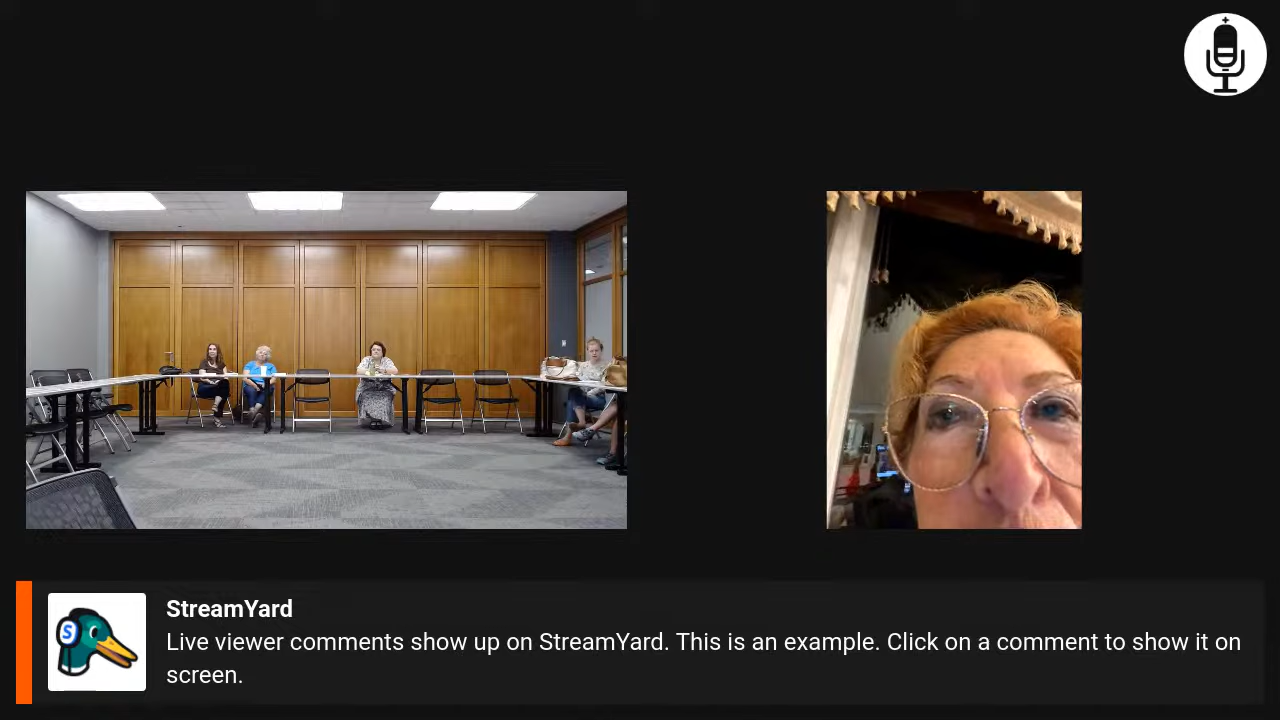 StreamYard
Live viewer comments show up on StreamYard. This is an example. Click on a comment to show it on
screen.
S